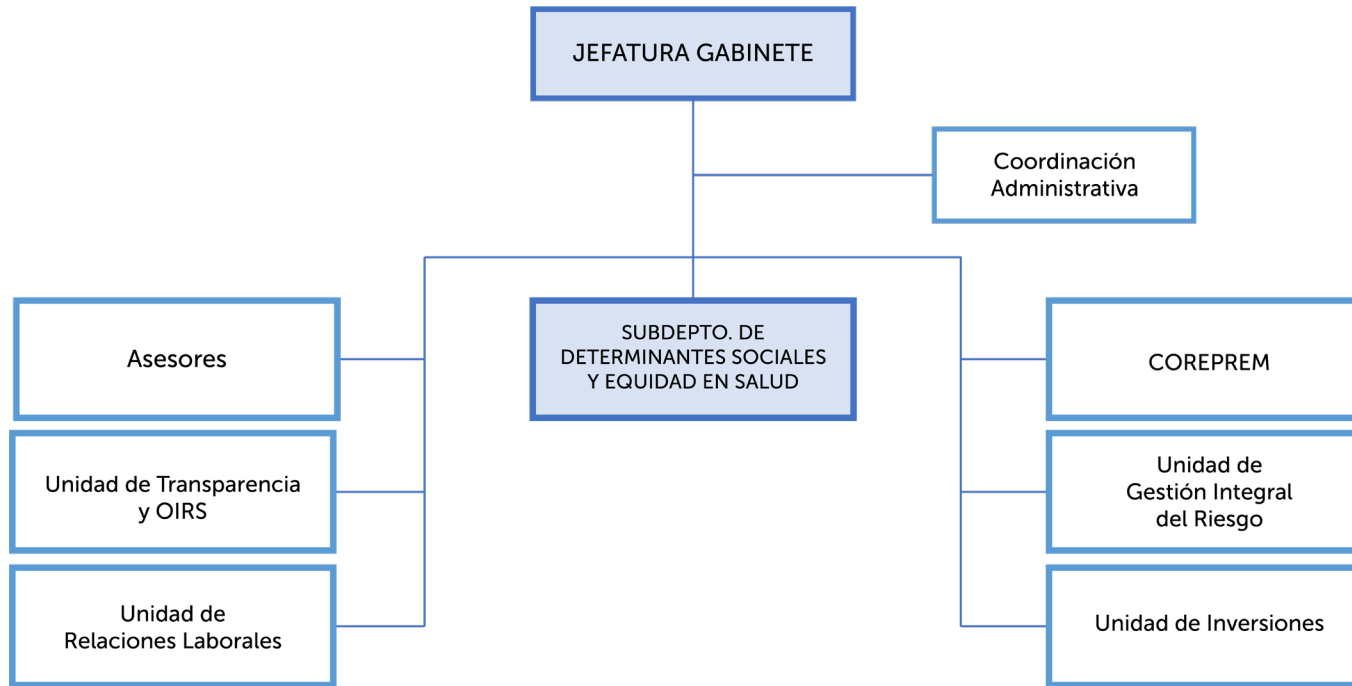 JEFATURA GABINETE
Coordinación
Administrativa
Asesores
SUBDEPTO. DE
DETERMINANTES SOCIALES
Y EQUIDAD EN SALUD
COREPREM
Unidad de Transparencia
y OIRS
Unidad de
Gestión Integral
del Riesgo
Unidad de
Relaciones Laborales
Unidad de Inversiones